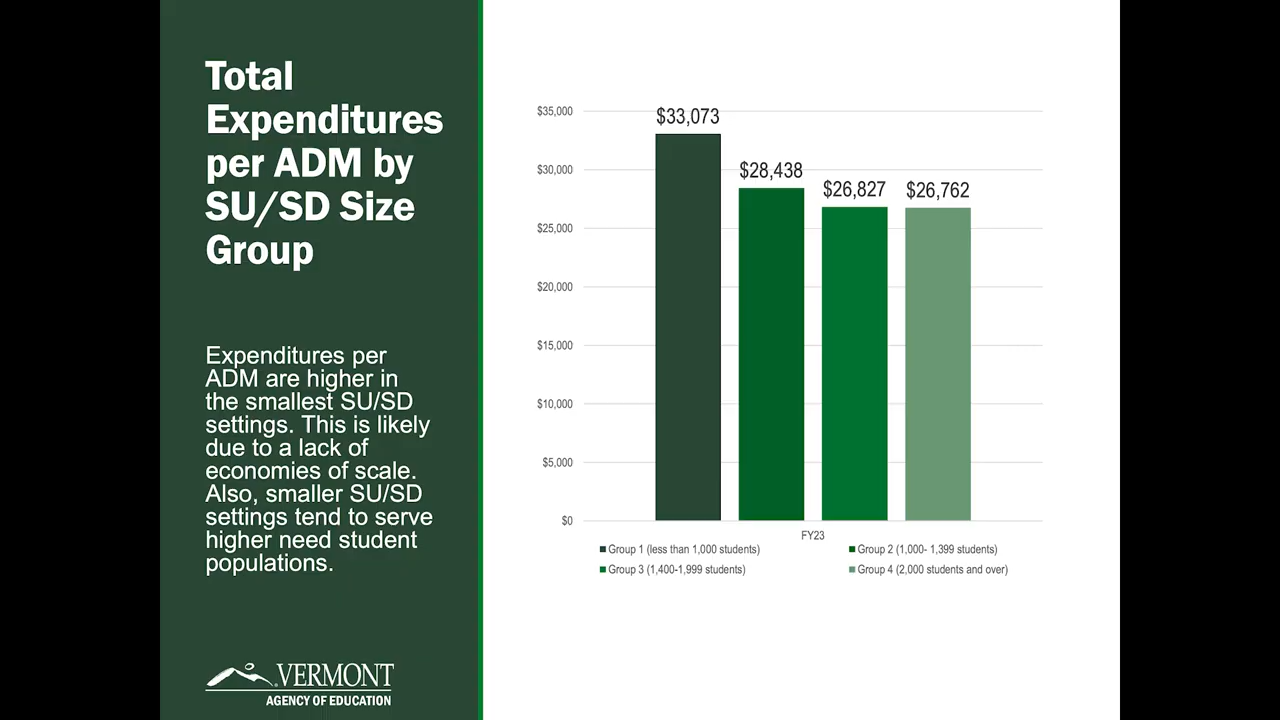 Total
Expenditures
per ADM by
SU/SD Size
Group
Expenditures per
ADM are higher in
the smallest SU/SD
settings. This is likely
due to a lack of
economies of scale.
Also, smaller SU/SD
settings tend to serve
higher need student
populations.
VERMONT
AGENCY OF EDUCATION
$35,000
$30,000
$25,000
$20,000
$15,000
$10,000
$5,000
$0
$33,073
$28,438
$26,827
$26,762
FY23
Group 1 (less than 1,000 students)
Group 2 (1,000- 1,399 students)
Group 3 (1,400-1,999 students)
Group 4 (2,000 students and over)